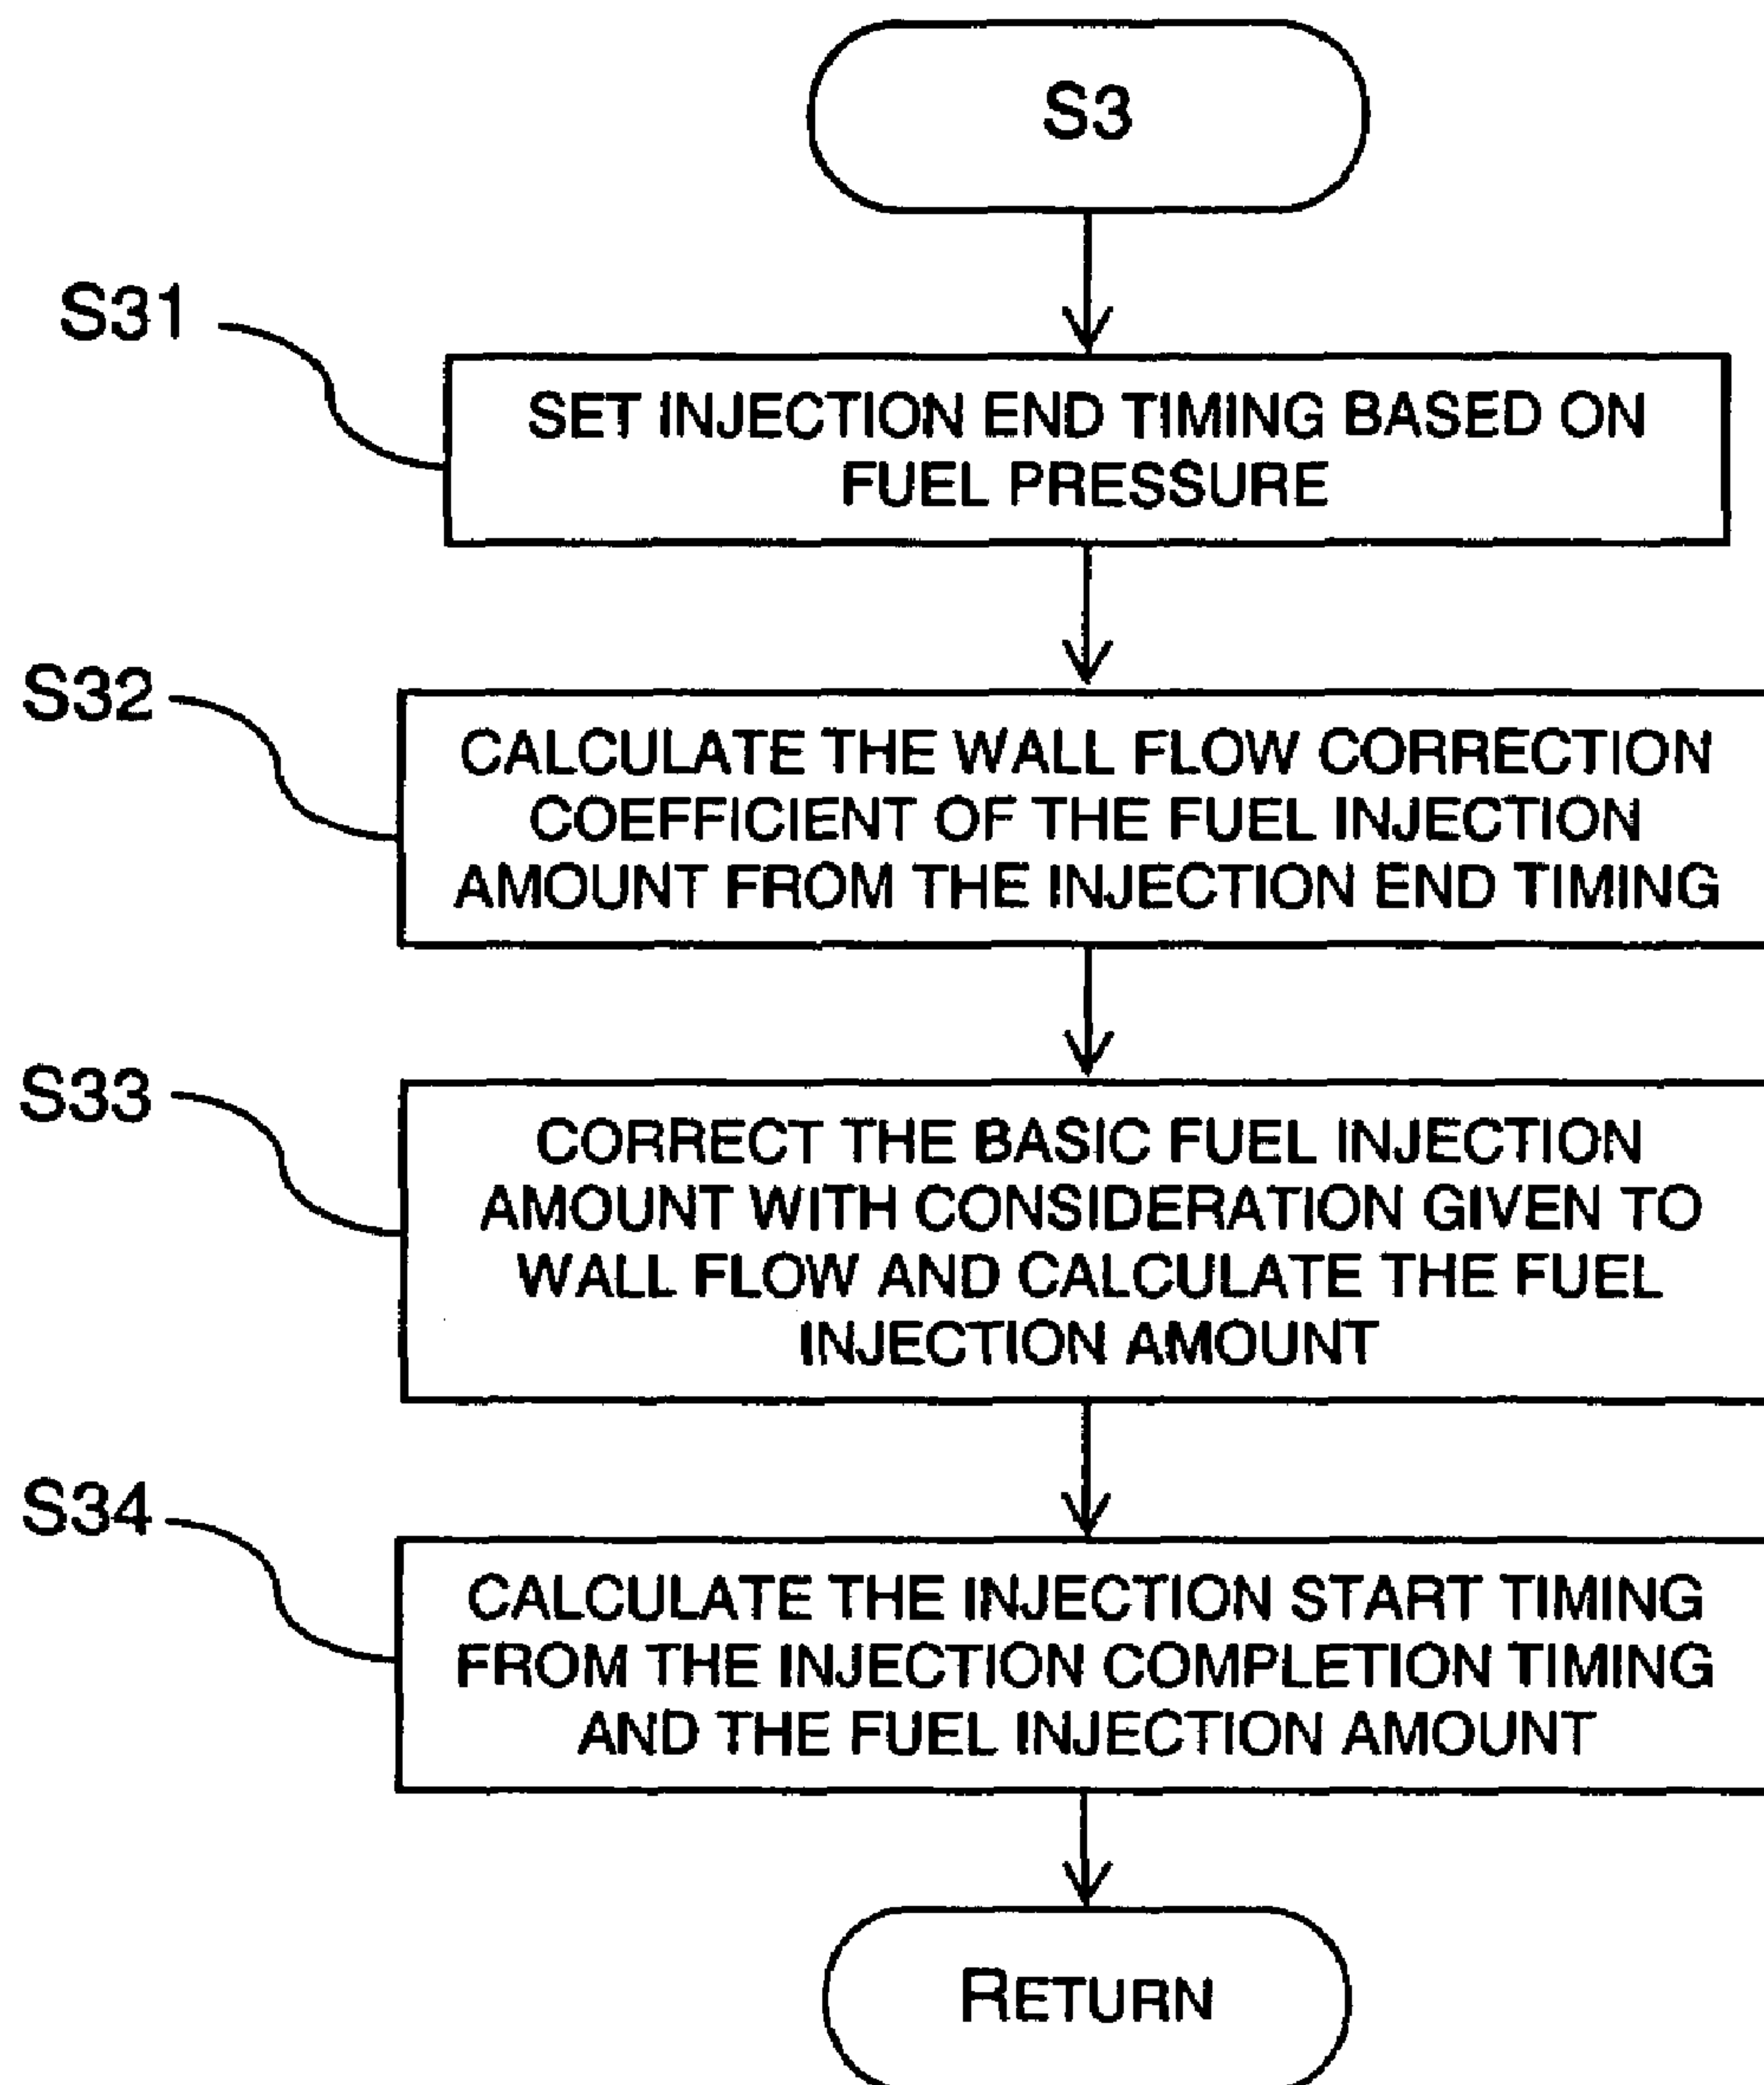 S3
S31
SET INJECTION END TIMING BASED ON
FUEL PRESSURE
S32
CALCULATE THE WALL FLOW CORRECTION
COEFFICIENT OF THE FUEL INJECTION
AMOUNT FROM THE INJECTION END TIMING
S33
CORRECT THE BASIC FUEL INJECTION
AMOUNT WITH CONSIDERATION GIVEN TO
WALL FLOW AND CALCULATE THE FUEL
INJECTION AMOUNT
S34
CALCULATE THE INJECTION START TIMING
FROM THE INJECTION COMPLETION TIMING
AND THE FUEL INJECTION AMOUNT
RETURN